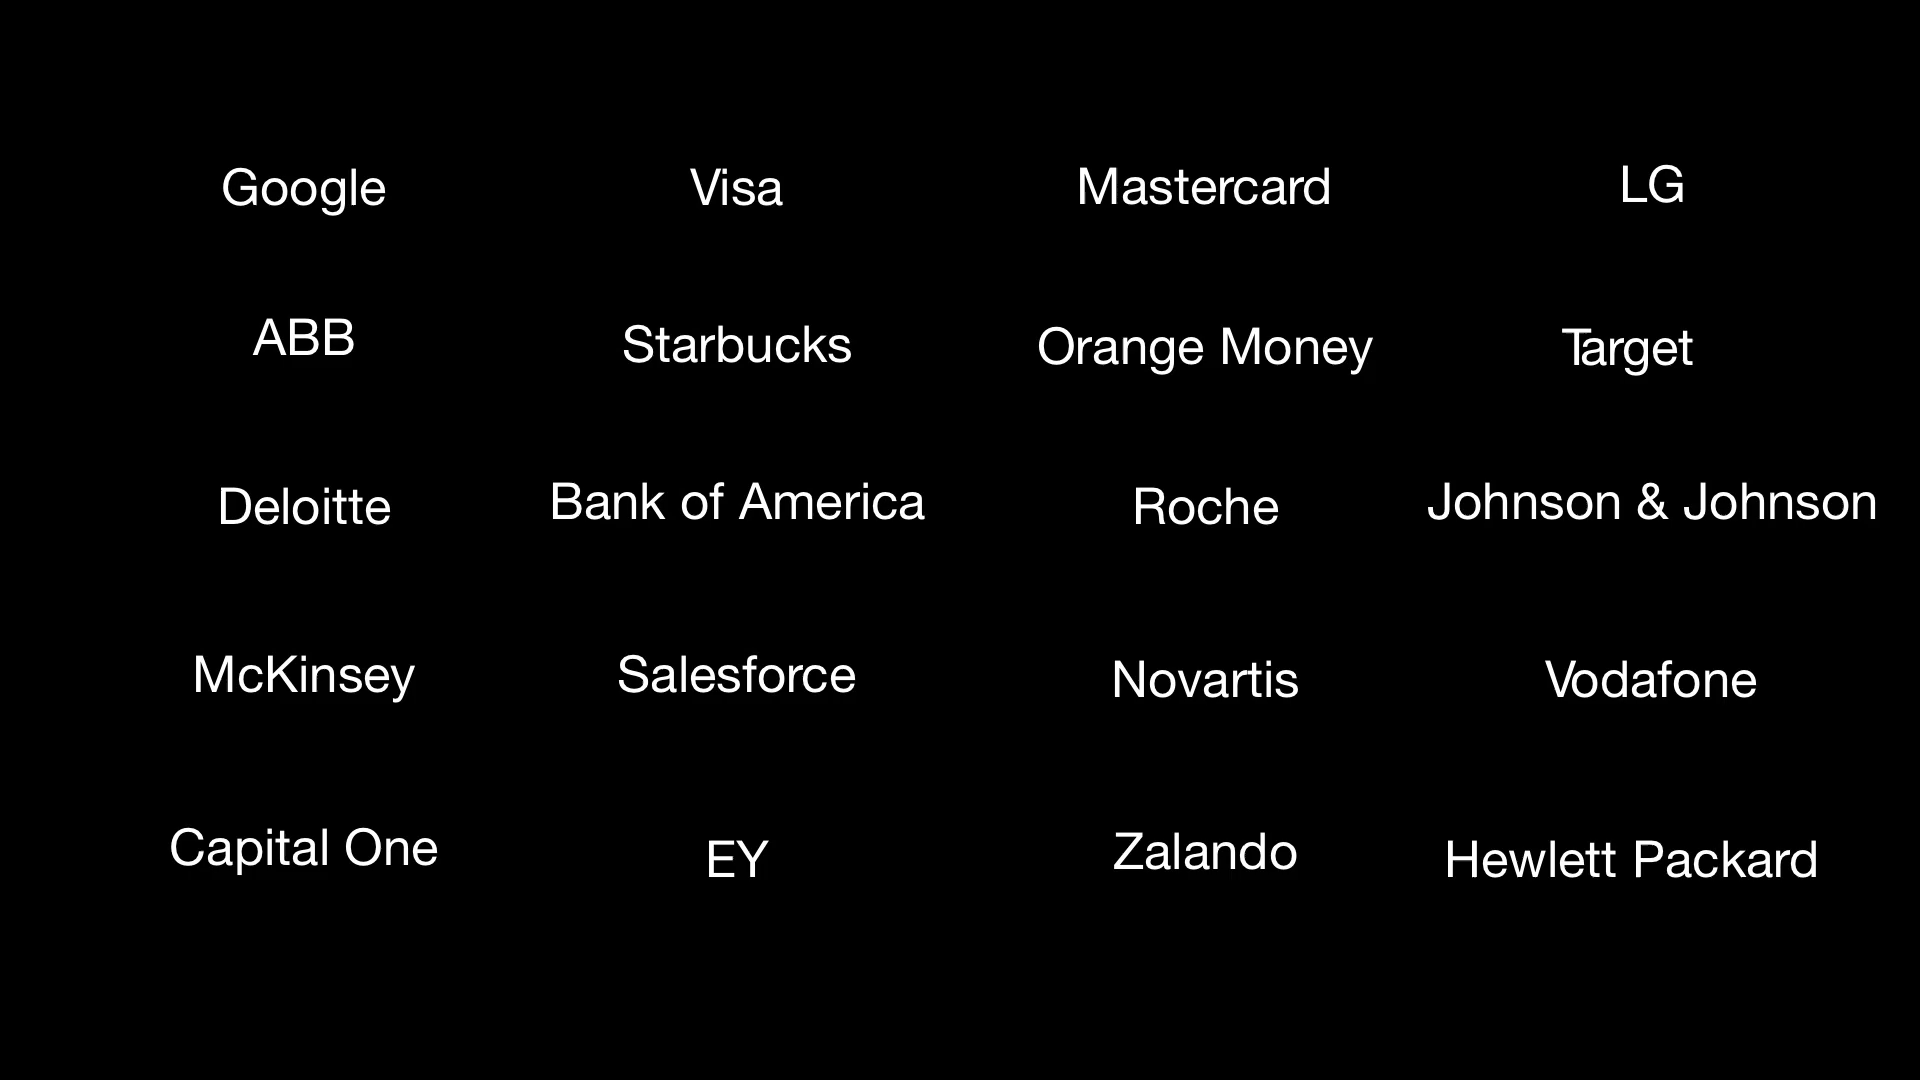 Google Visa Mastercard LG
ABB Starbucks Orange Money Target
Deloitte Bank of America Roche Johnson & Johnson
McKinsey Salesforce Novartis Vodafone
Capital One EY Zalando Hewlett Packard